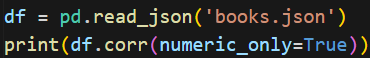 df = pd.read_json('books.json')
print(df.corr(numeric_only=True))